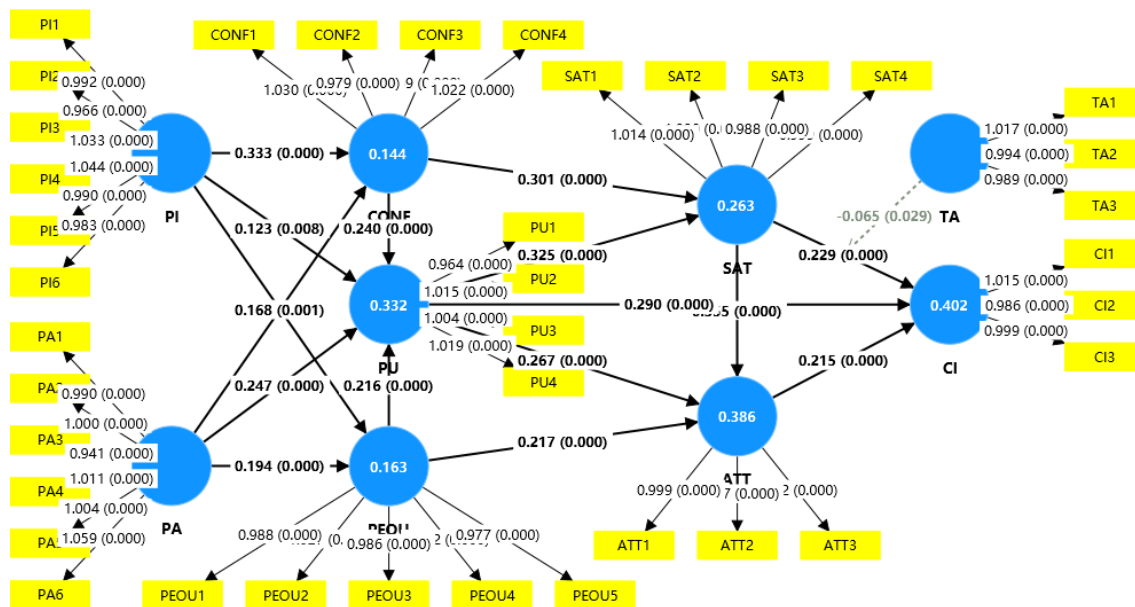 PI1
PI2
PI3
PI4
PI5
PI6
0.992 (0.000)
0.966 (0.000)
1.033 (0.000)
1.044 (0.000)
0.990 (0.000)
0.983 (0.000)
PI
CONF1
CONF2
CONF3
CONF4
0.979 (0.000)
1.022 (0.000)
0.144
CONF
SAT1
SAT2
SAT3
SAT4
1.014 (0.000)
0.988 (0.000)
0.263
SAT
TA1
TA2
TA3
1.017 (0.000)
0.994 (0.000)
0.989 (0.000)
TA
0.333 (0.000)
0.301 (0.000)
-0.065 (0.029)
0.123 (0.008)
0.240 (0.000)
0.325 (0.000)
0.229 (0.000)
0.168 (0.001)
0.290 (0.000)
PU1
PU2
PU3
PU4
0.964 (0.000)
1.015 (0.000)
1.004 (0.000)
1.019 (0.000)
0.332
PU
CI1
CI2
CI3
1.015 (0.000)
0.986 (0.000)
0.999 (0.000)
0.402
CI
0.247 (0.000)
0.216 (0.000)
0.267 (0.000)
0.215 (0.000)
0.194 (0.000)
0.217 (0.000)
PA1
PA3
PA4
PA6
0.990 (0.000)
1.000 (0.000)
0.941 (0.000)
1.011 (0.000)
1.004 (0.000)
1.059 (0.000)
PA
0.163
PEOU
0.988 (0.000)
0.986 (0.000)
0.977 (0.000)
PEOU1
PEOU2
PEOU3
PEOU4
PEOU5
0.386
ATT
0.999 (0.000)
ATT1
ATT2
ATT3